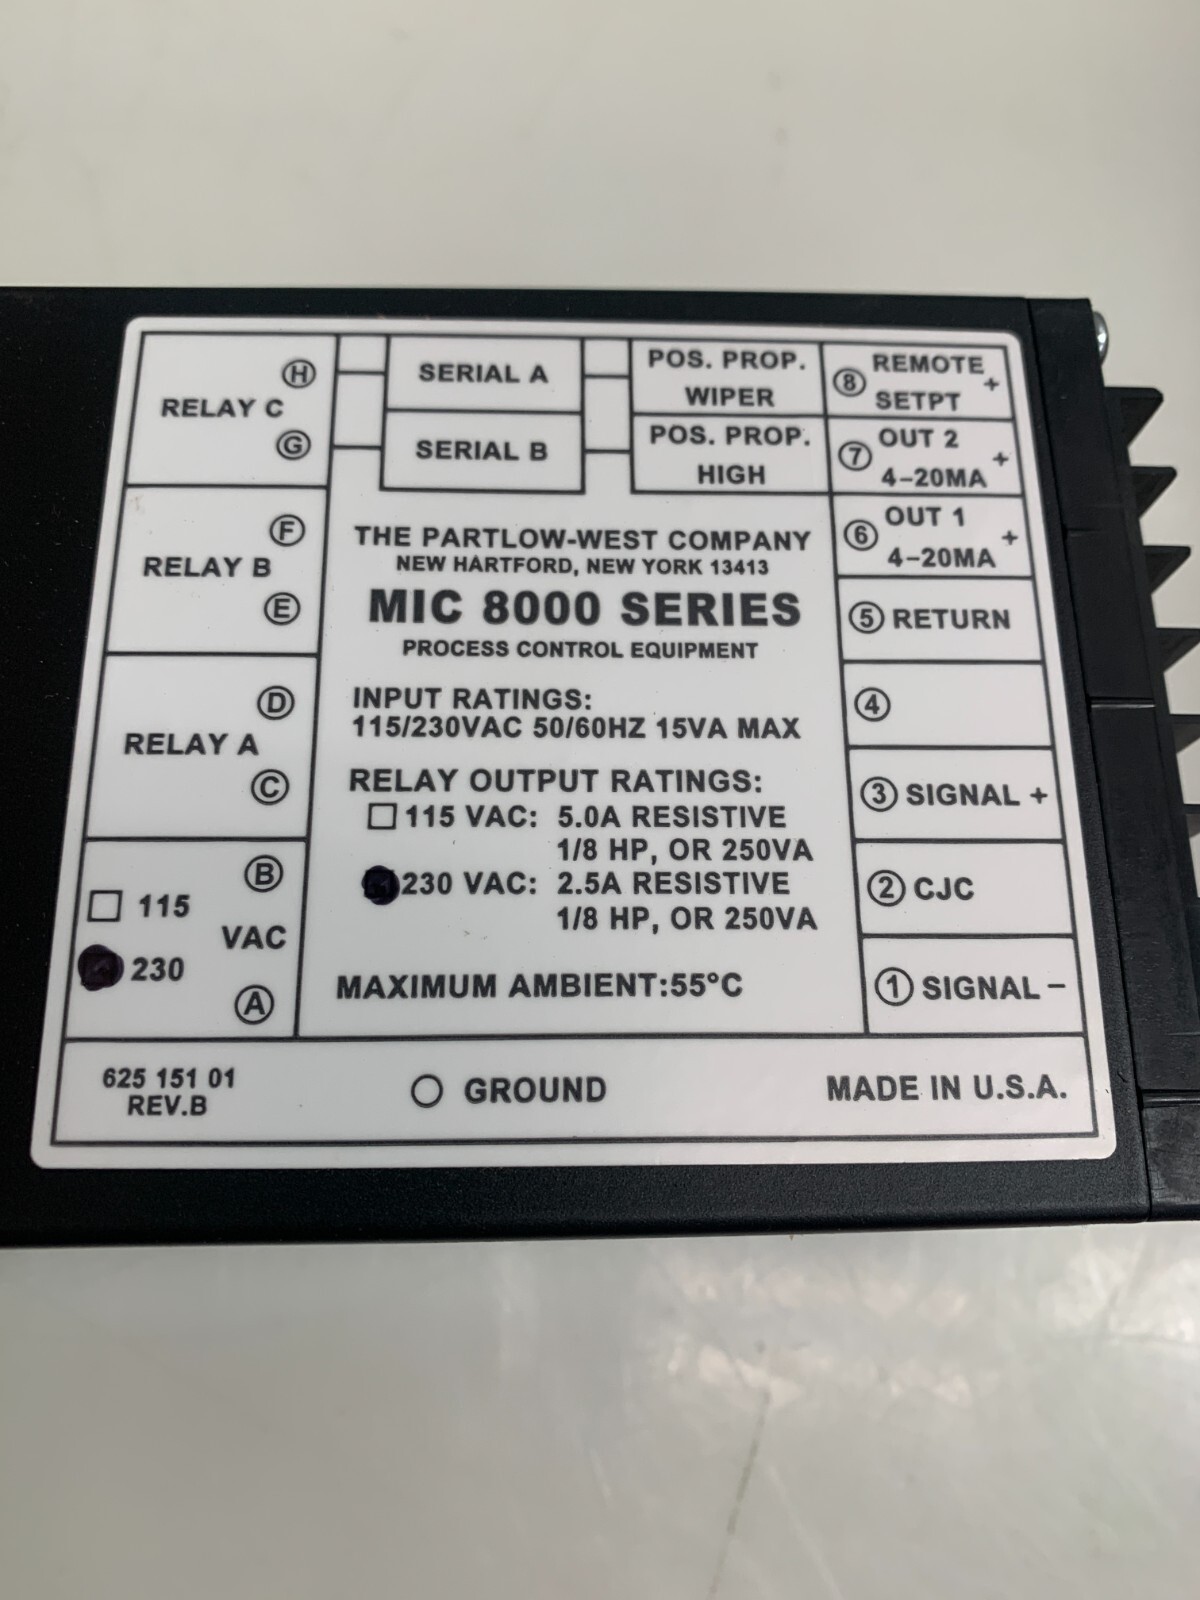 RELAY C
Ⓗ
Ⓖ
RELAY B
Ⓕ
Ⓔ
RELAY A
Ⓓ
Ⓒ
Ⓑ
115
VAC
230
Ⓐ
SERIAL A
SERIAL B
POS. PROP.
WIPER
POS. PROP.
HIGH
⑧ REMOTE +
SETPT
⑦ OUT 2 +
4-20MA
⑥ OUT 1 +
4-20MA
⑤ RETURN
④
③ SIGNAL +
② CJC
① SIGNAL -
THE PARTLOW-WEST COMPANY
NEW HARTFORD, NEW YORK 13413
MIC 8000 SERIES
PROCESS CONTROL EQUIPMENT
INPUT RATINGS:
115/230VAC 50/60HZ 15VA MAX
RELAY OUTPUT RATINGS:
115 VAC: 5.0A RESISTIVE
1/8 HP, OR 250VA
230 VAC: 2.5A RESISTIVE
1/8 HP, OR 250VA
MAXIMUM AMBIENT:55°C
625 151 01
REV.B
GROUND
MADE IN U.S.A.